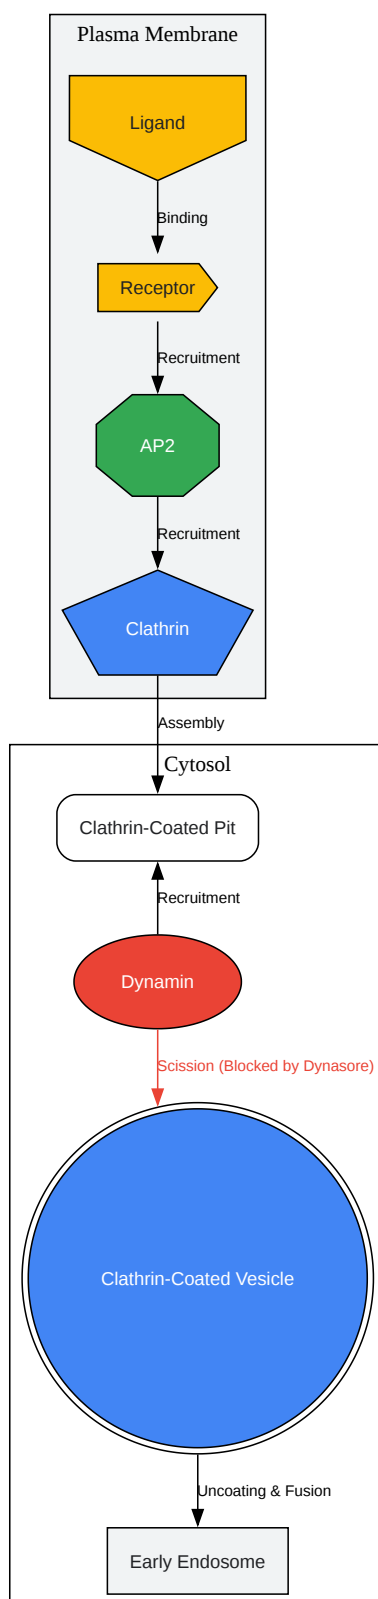 Plasma Membrane
Ligand
Binding
Receptor
Recruitment
AP2
Recruitment
Clathrin
Assembly
Cytosol
Clathrin-Coated Pit
Recruitment
Dynamin
Scission (Blocked by Dynasore)
Clathrin-Coated Vesicle
Uncoating & Fusion
Early Endosome